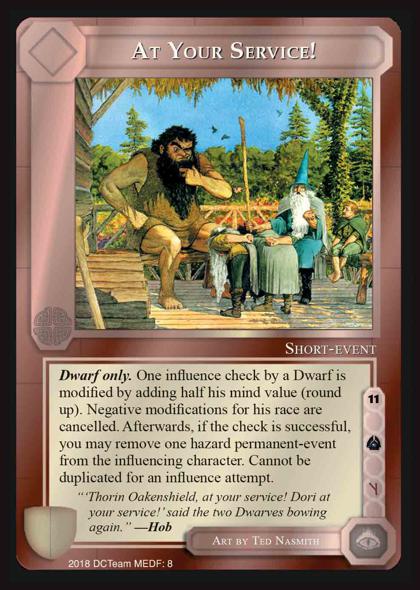 At Your Service!
Short-event
Dwarf only. One influence check by a Dwarf is
modified by adding half his mind value (round
up). Negative modifications for his race are
cancelled. Afterwards, if the check is successful,
you may remove one hazard permanent-event
from the influencing character. Cannot be
duplicated for an influence attempt.
11
“‘Thorin Oakenshield, at your service! Dori at
your service!’ said the two Dwarves bowing
again.” —Hob
Art by Ted Nasmith
2018 DCTeam MEDF: 8